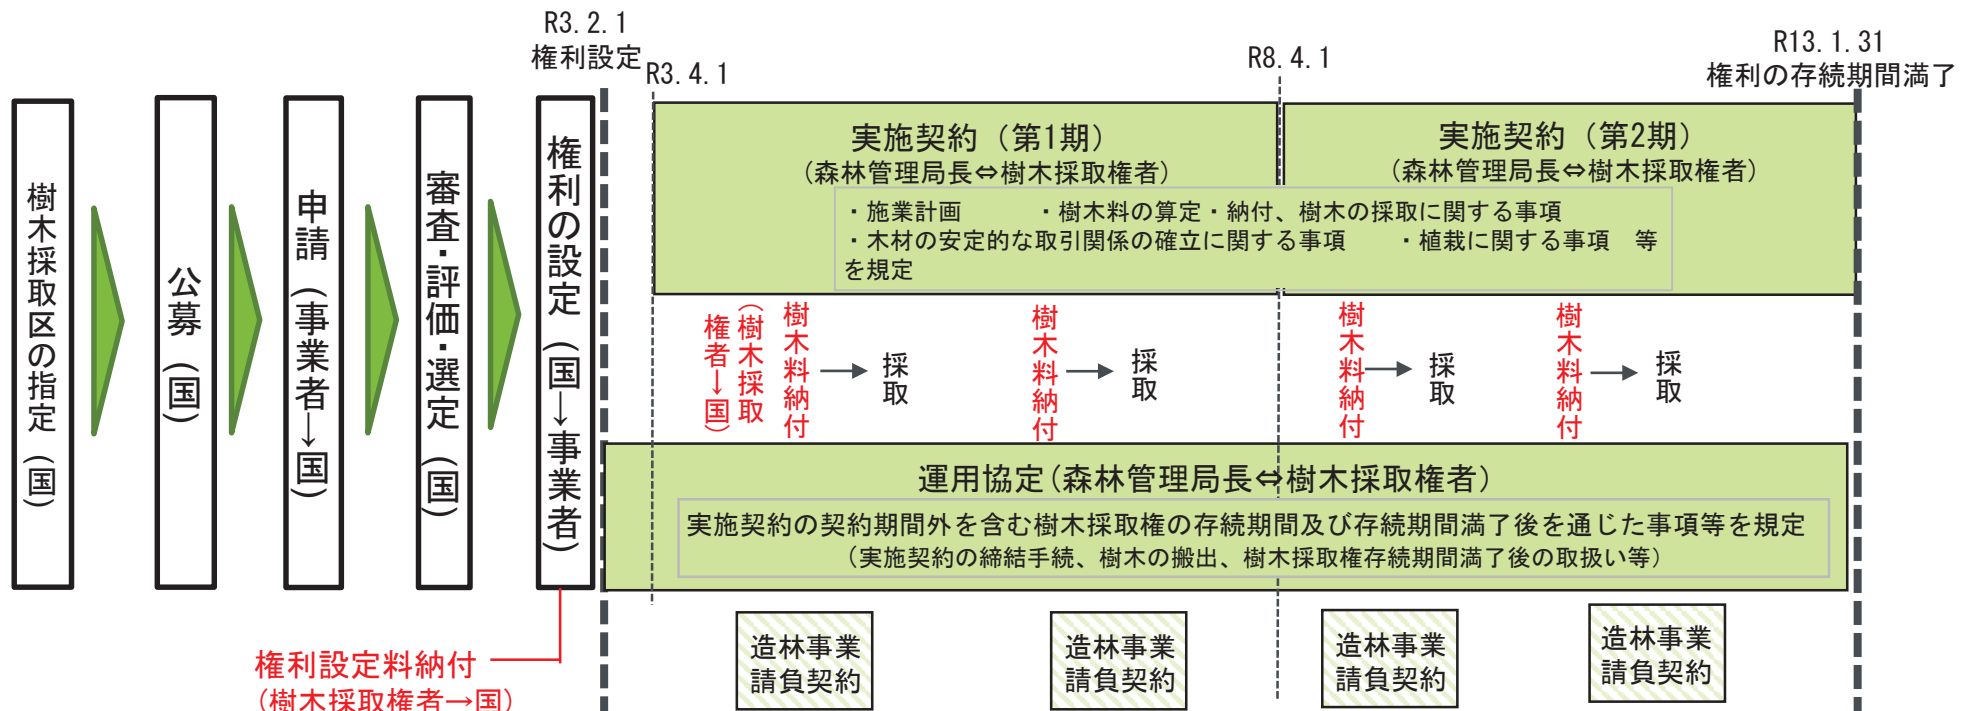 R3.2.1
権利設定
R3.4.1
R8.4.1
R13.1.31
権利の存続期間満了
樹木採取区の指定（国）
公募（国）
申請（事業者→国）
審査・評価・選定（国）
権利の設定（国→事業者）
実施契約（第1期）
（森林管理局長⇔樹木採取権者）
実施契約（第2期）
（森林管理局長⇔樹木採取権者）
・施業計画　　　・樹木料の算定・納付、樹木の採取に関する事項
・木材の安定的な取引関係の確立に関する事項　　・植栽に関する事項　等
を規定
樹木料納付
（樹木採取
権者→国）
採取
樹木料納付
採取
樹木料納付
採取
樹木料納付
採取
運用協定（森林管理局長⇔樹木採取権者）
実施契約の契約期間外を含む樹木採取権の存続期間及び存続期間満了後を通じた事項等を規定
（実施契約の締結手続、樹木の搬出、樹木採取権存続期間満了後の取扱い等）
権利設定料納付
（樹木採取権者→国）
造林事業
請負契約
造林事業
請負契約
造林事業
請負契約
造林事業
請負契約